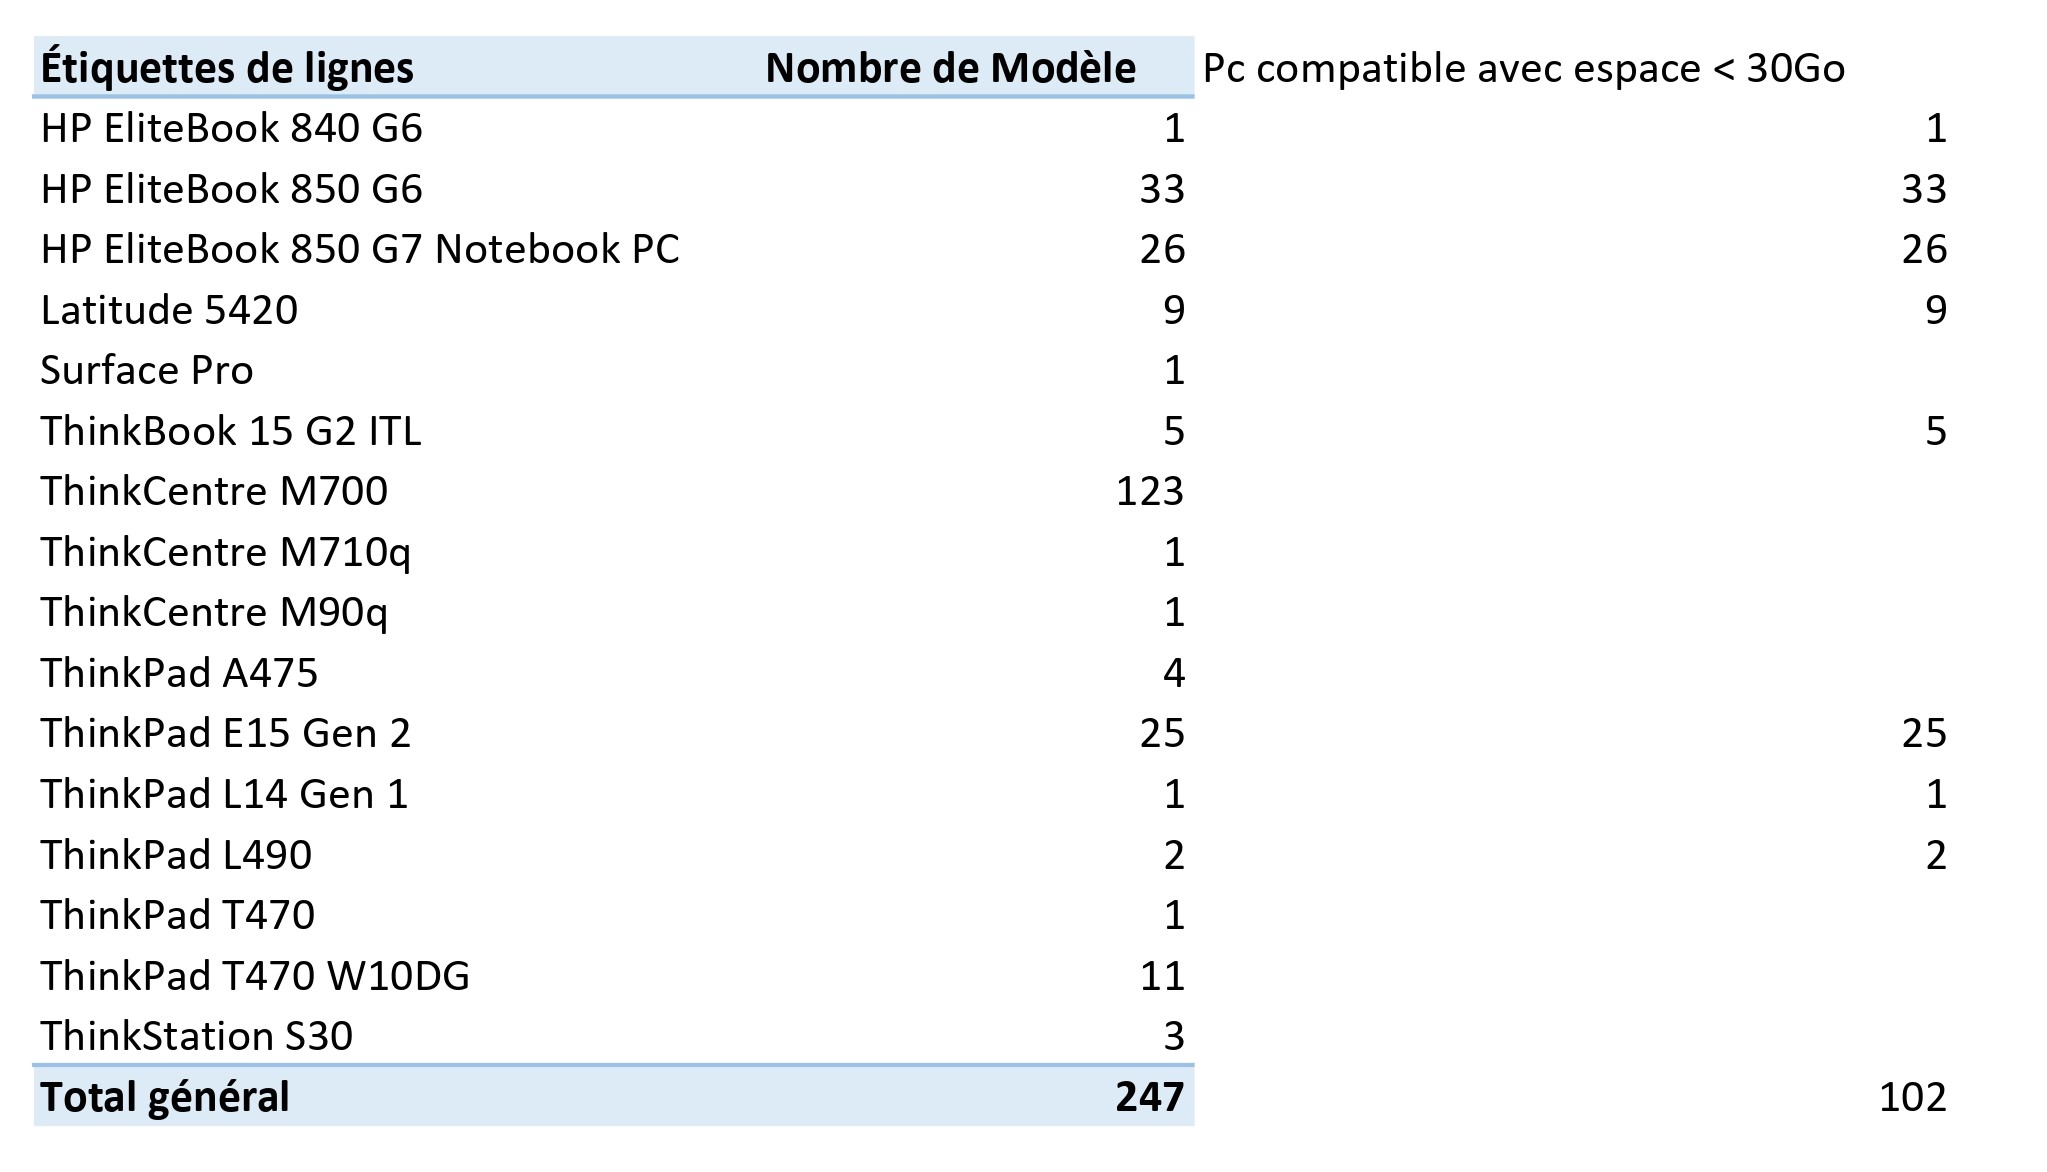 Étiquettes de lignes Nombre de Modèle Pc compatible avec espace < 30Go
HP EliteBook 840 G6 1 1
HP EliteBook 850 G6 33 33
HP EliteBook 850 G7 Notebook PC 26 26
Latitude 5420 9 9
Surface Pro 1
ThinkBook 15 G2 ITL 5 5
ThinkCentre M700 123
ThinkCentre M710q 1
ThinkCentre M90q 1
ThinkPad A475 4
ThinkPad E15 Gen 2 25 25
ThinkPad L14 Gen 1 1 1
ThinkPad L490 2 2
ThinkPad T470 1
ThinkPad T470 W10DG 11
ThinkStation S30 3
Total général 247 102